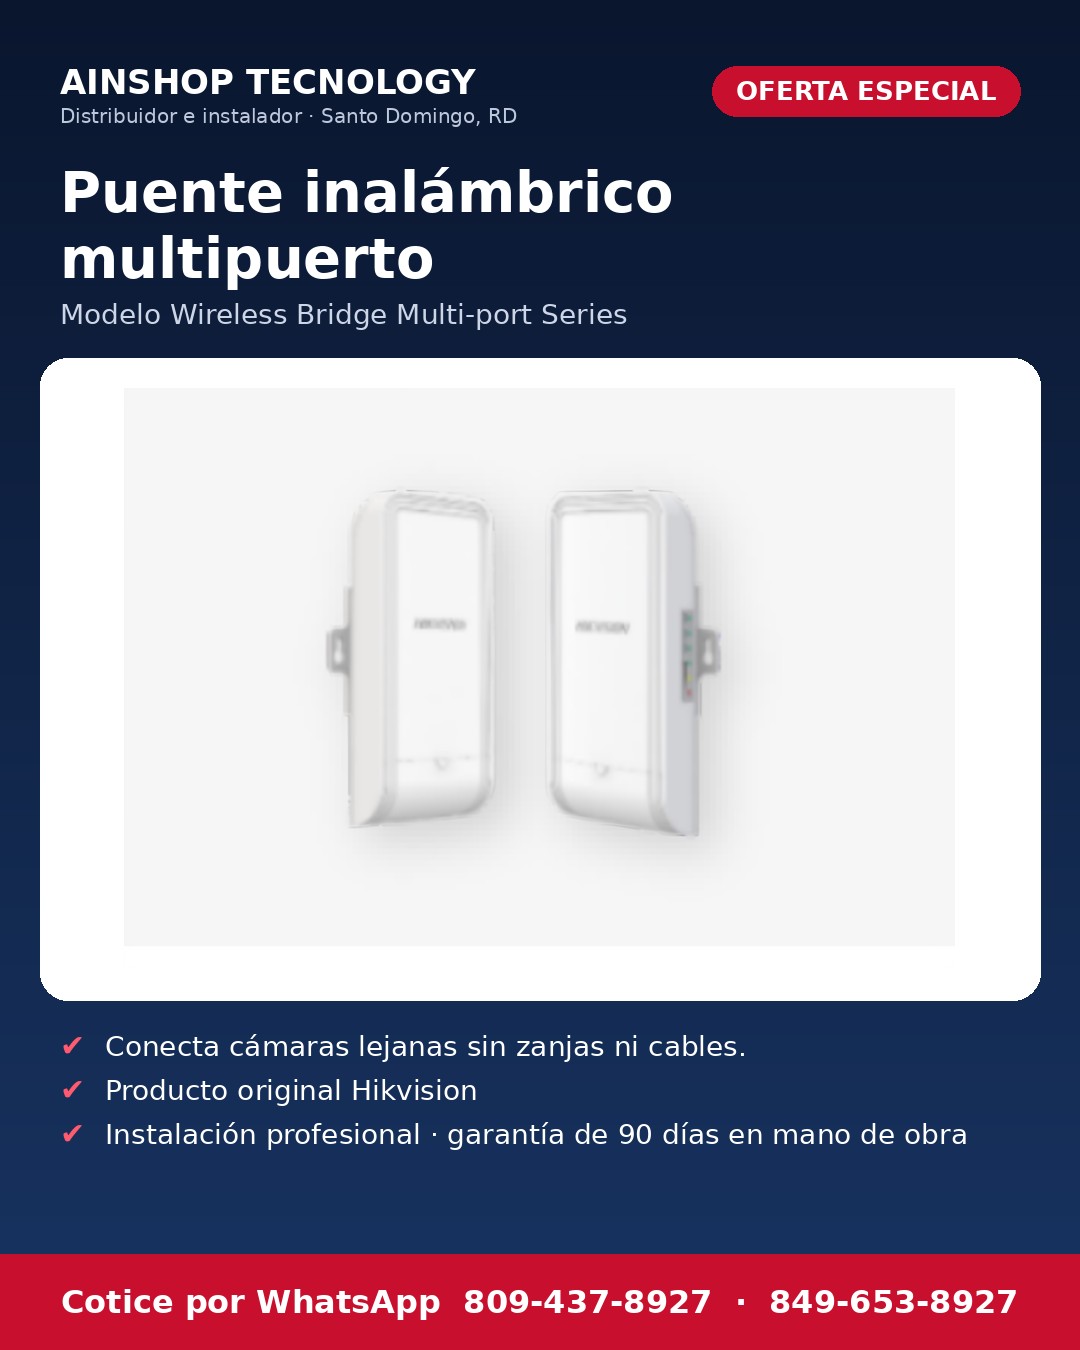 AINSHOP TECNOLOGY
Distribuidor e instalador · Santo Domingo, RD
OFERTA ESPECIAL
Puente inalámbrico
multipuerto
Modelo Wireless Bridge Multi-port Series
HIKVISION
✔ Conecta cámaras lejanas sin zanjas ni cables.
✔ Producto original Hikvision
✔ Instalación profesional · garantía de 90 días en mano de obra
Cotice por WhatsApp 809-437-8927 · 849-653-8927